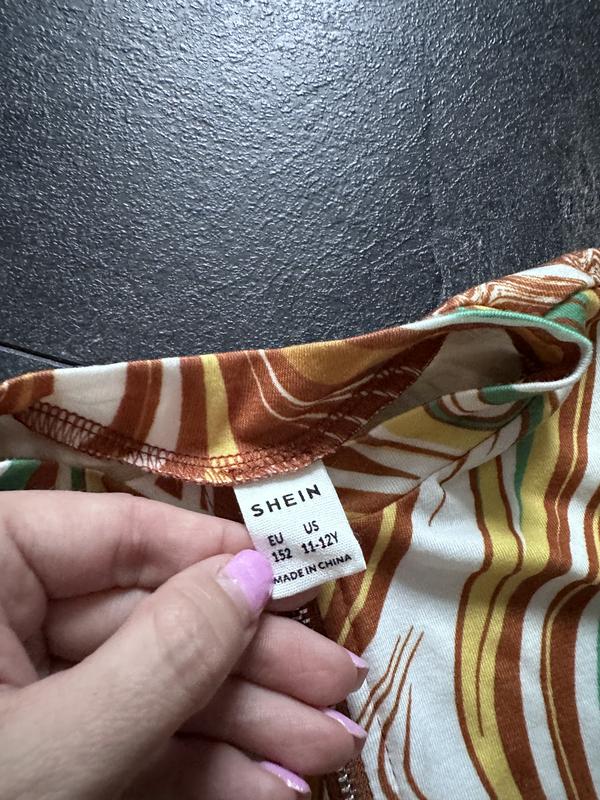 SHEIN
EU US
152 11-12Y
MADE IN CHINA